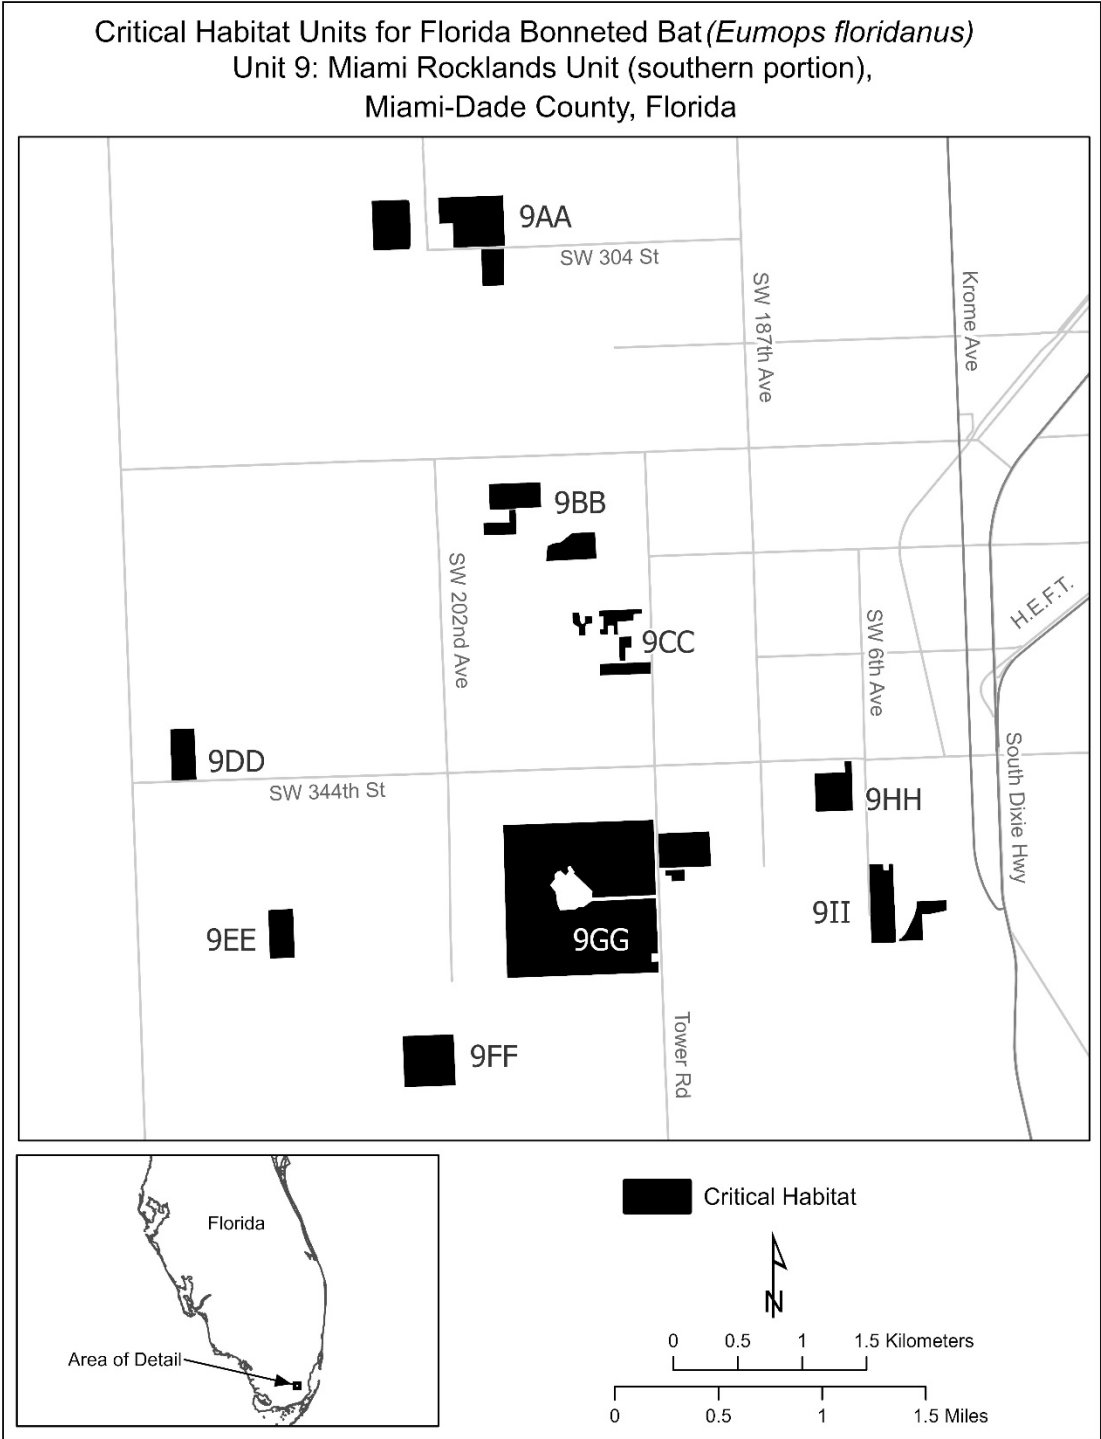 Critical Habitat Units for Florida Bonneted Bat (Eumops floridanus)
Unit 9: Miami Rocklands Unit (southern portion),
Miami-Dade County, Florida
9AA
SW 304 St
SW 187th Ave
Krome Ave
9BB
SW 202nd Ave
H.E.F.T.
9CC
SW 6th Ave
9DD
SW 344th St
South Dixie Hwy
9HH
9II
9EE
9GG
Tower Rd
9FF
Florida
Area of Detail
Critical Habitat
N
0 0.5 1 1.5 Kilometers
0 0.5 1 1.5 Miles